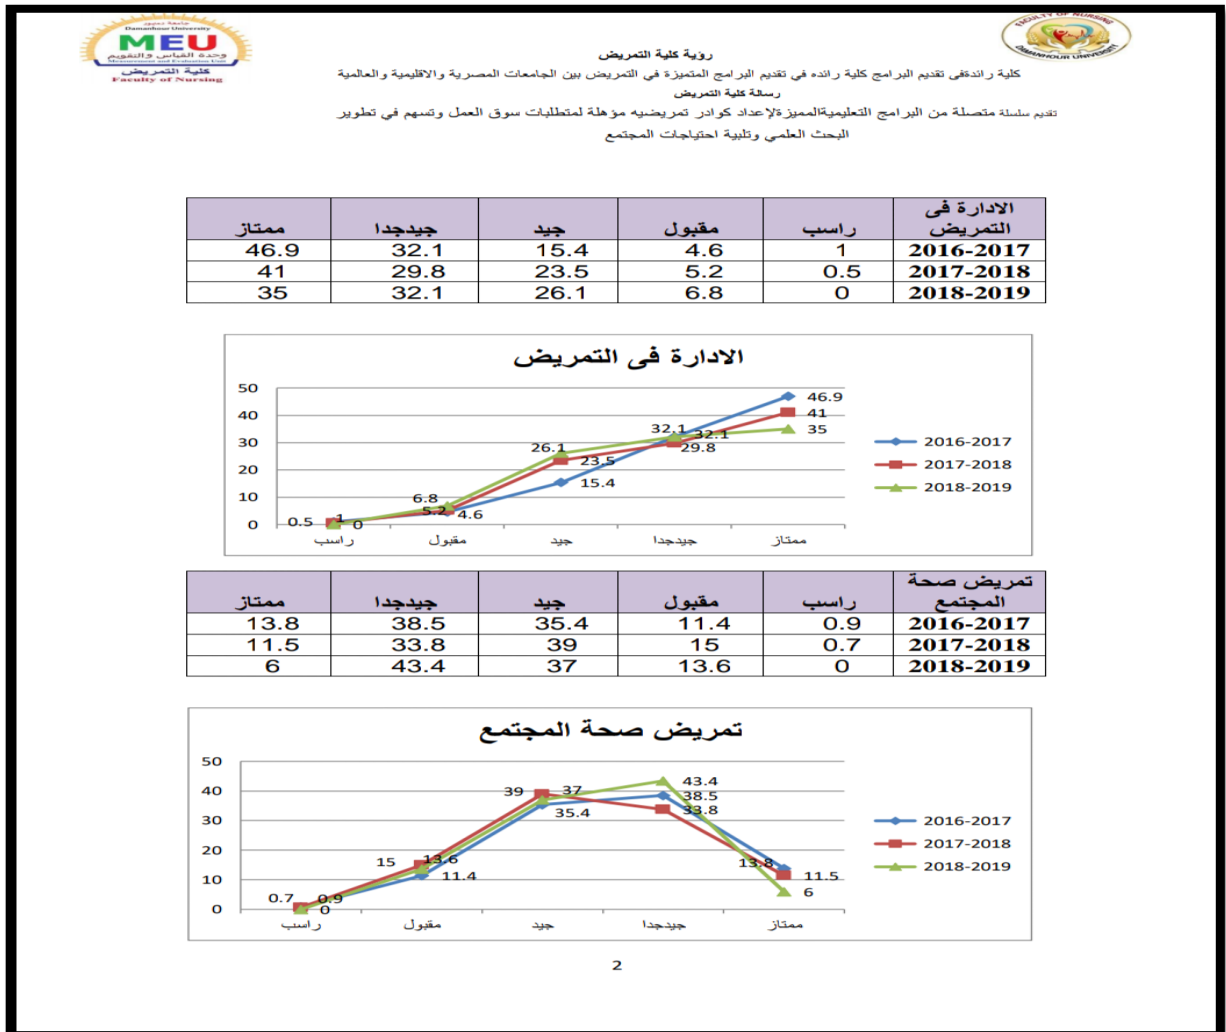 جامعة دمنهور
Damanhour University
MEU
وحدة القياس والتقويم
Measurement and Evaluation Unit
كلية التمريض
Faculty of Nursing
FACULTY OF NURSING
DAMANHOUR UNIVERSITY
رؤية كلية التمريض
كلية رائدةفى تقديم البرامج كلية رائده في تقديم البرامج المتميزة في التمريض بين الجامعات المصرية والاقليمية والعالمية
رسالة كلية التمريض
تقديم سلسلة متصلة من البرامج التعليميةالمميزةلإعداد كوادر تمريضيه مؤهلة لمتطلبات سوق العمل وتسهم في تطوير
البحث العلمي وتلبية احتياجات المجتمع
الادارة فى
التمريض راسب مقبول جيد جيدجدا ممتاز
2016-2017 1 4.6 15.4 32.1 46.9
2017-2018 0.5 5.2 23.5 29.8 41
2018-2019 0 6.8 26.1 32.1 35
الادارة فى التمريض
50
40
30
20
10
0
46.9
41
35
32.1
32.1
29.8
26.1
23.5
15.4
6.8
5.2
4.6
0.5
1
0
راسب مقبول جيد جيدجدا ممتاز
2016-2017
2017-2018
2018-2019
تمريض صحة
المجتمع راسب مقبول جيد جيدجدا ممتاز
2016-2017 0.9 11.4 35.4 38.5 13.8
2017-2018 0.7 15 39 33.8 11.5
2018-2019 0 13.6 37 43.4 6
تمريض صحة المجتمع
50
40
30
20
10
0
43.4
38.5
33.8
39
37
35.4
15
13.6
11.4
13.8
11.5
6
0.7
0.9
0
راسب مقبول جيد جيدجدا ممتاز
2016-2017
2017-2018
2018-2019
2